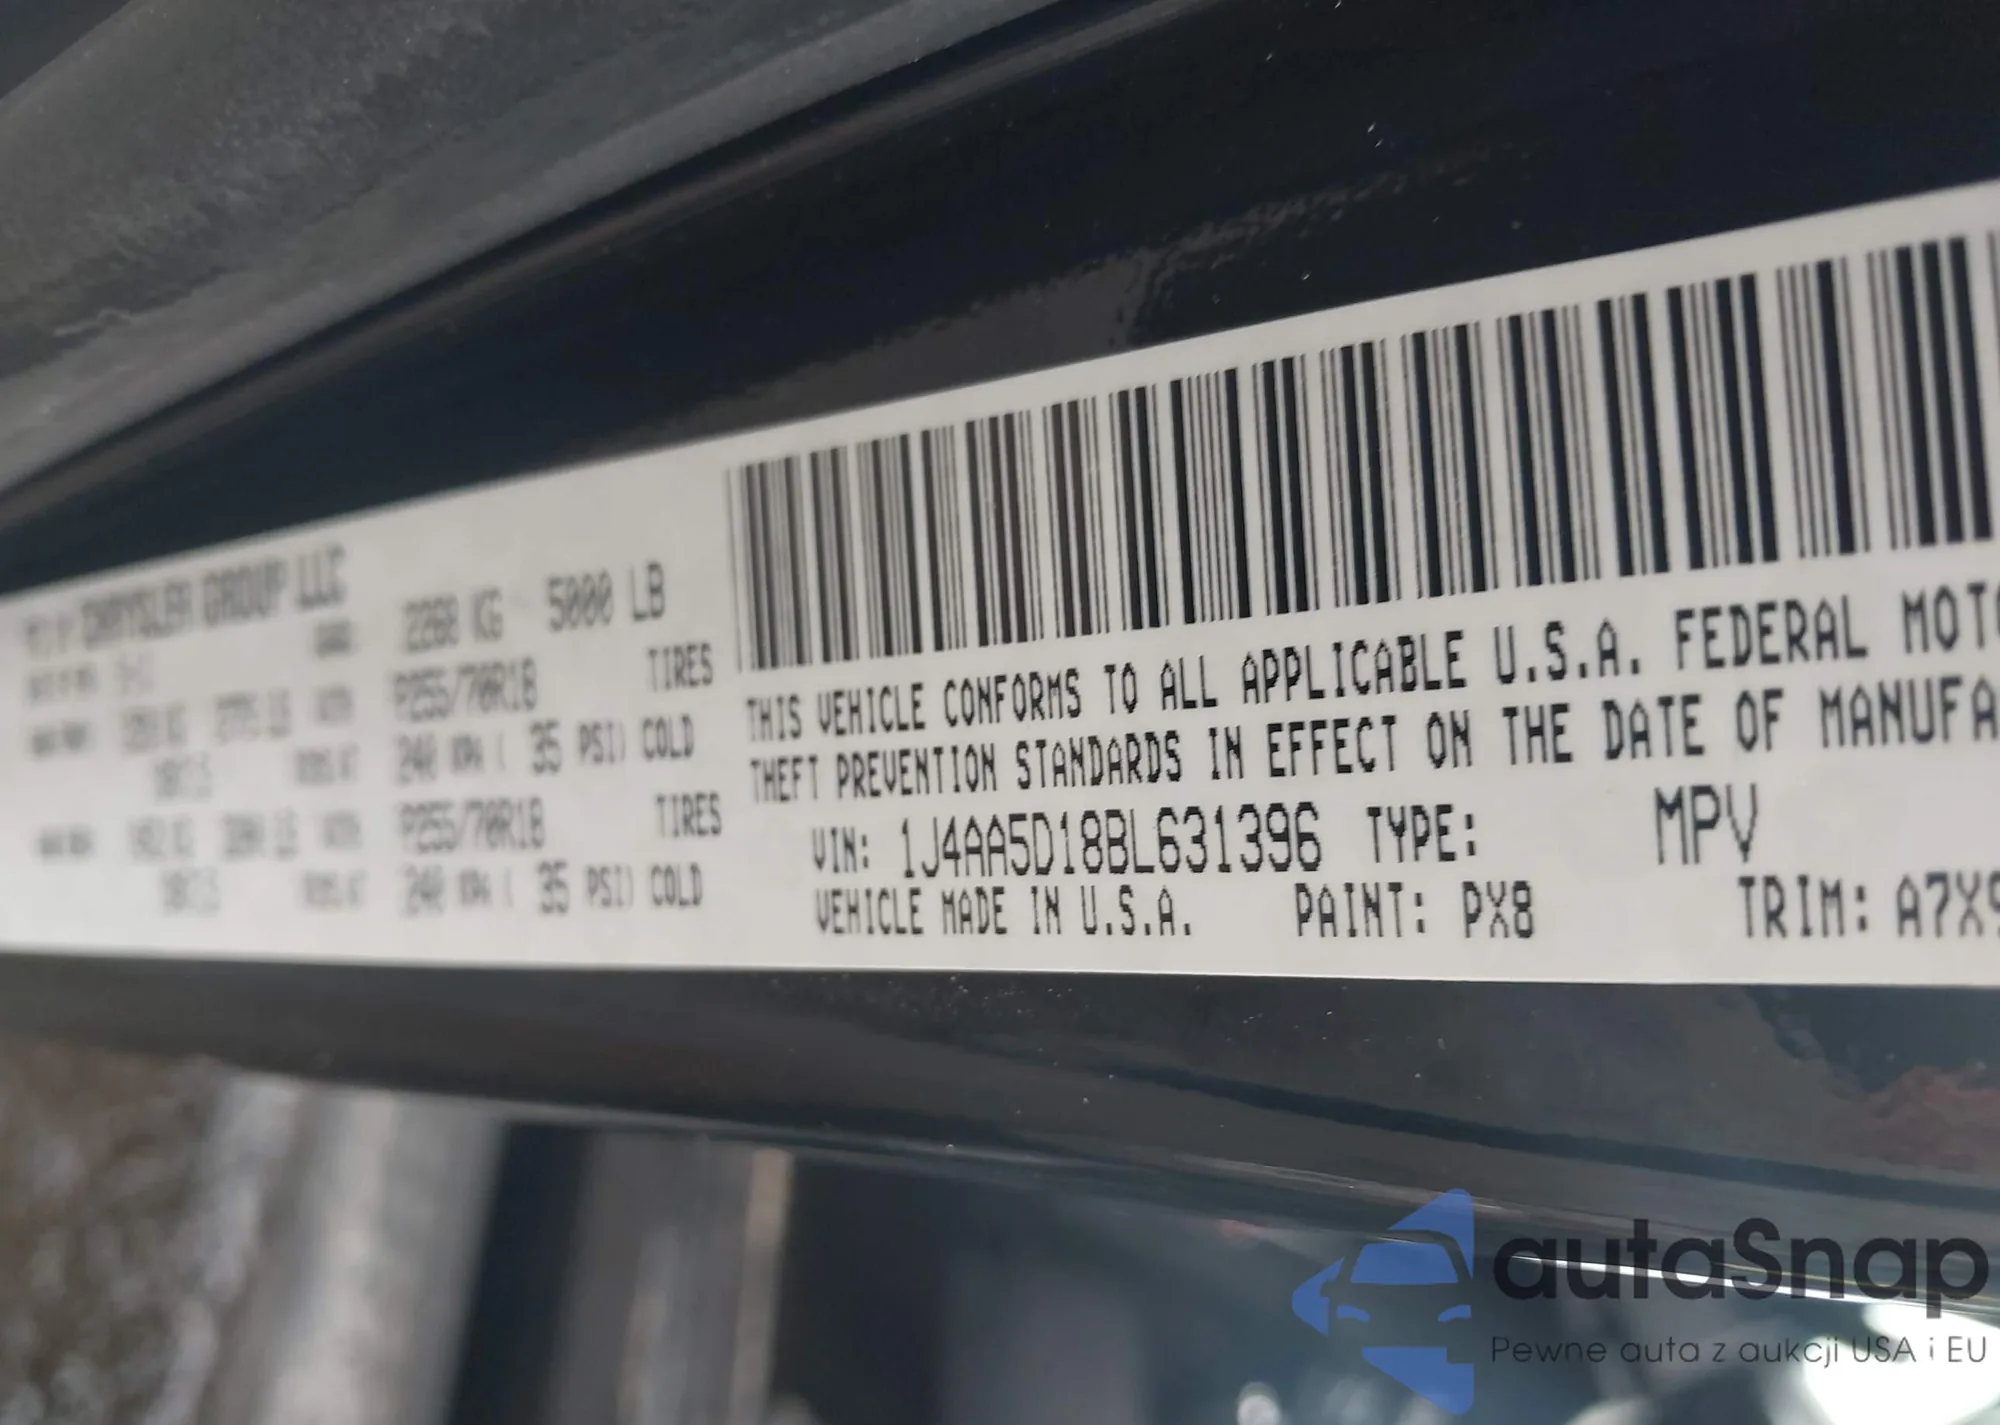 CHRYSLER GROUP LLC
2268 KG 5000 LB
P255/70R18 TIRES
240 KPA ( 35 PSI) COLD
P255/70R18 TIRES
240 KPA ( 35 PSI) COLD
THIS VEHICLE CONFORMS TO ALL APPLICABLE U.S.A. FEDERAL MOTO
THEFT PREVENTION STANDARDS IN EFFECT ON THE DATE OF MANUFA
VIN: 1J4AA5D18BL631396 TYPE: MPV
VEHICLE MADE IN U.S.A. PAINT: PX8 TRIM: A7X9
autaSnap
Pewne auta z aukcji USA i EU